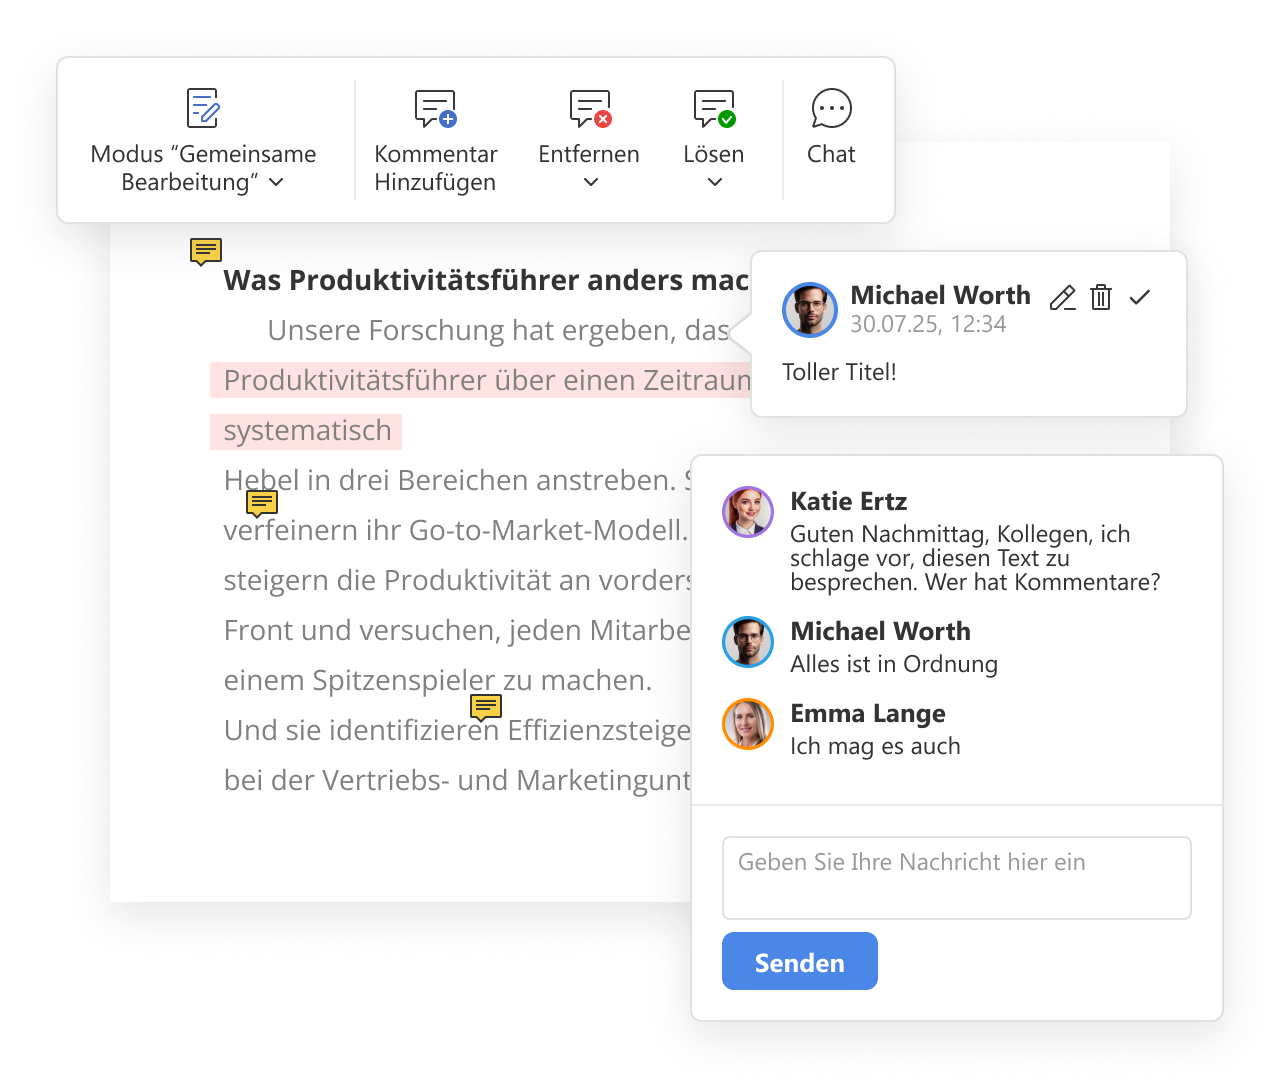 Modus “Gemeinsame
Bearbeitung”
Kommentar
Hinzufügen
Entfernen
Lösen
Chat
Was Produktivitätsführer anders mac
Unsere Forschung hat ergeben, das
Produktivitätsführer über einen Zeitraum
systematisch
Hebel in drei Bereichen anstreben. S
verfeinern ihr Go-to-Market-Modell.
steigern die Produktivität an vorders
Front und versuchen, jeden Mitarbe
einem Spitzenspieler zu machen.
Und sie identifizieren Effizienzsteige
bei der Vertriebs- und Marketingunt
Michael Worth
30.07.25, 12:34
Toller Titel!
Katie Ertz
Guten Nachmittag, Kollegen, ich
schlage vor, diesen Text zu
besprechen. Wer hat Kommentare?
Michael Worth
Alles ist in Ordnung
Emma Lange
Ich mag es auch
Geben Sie Ihre Nachricht hier ein
Senden